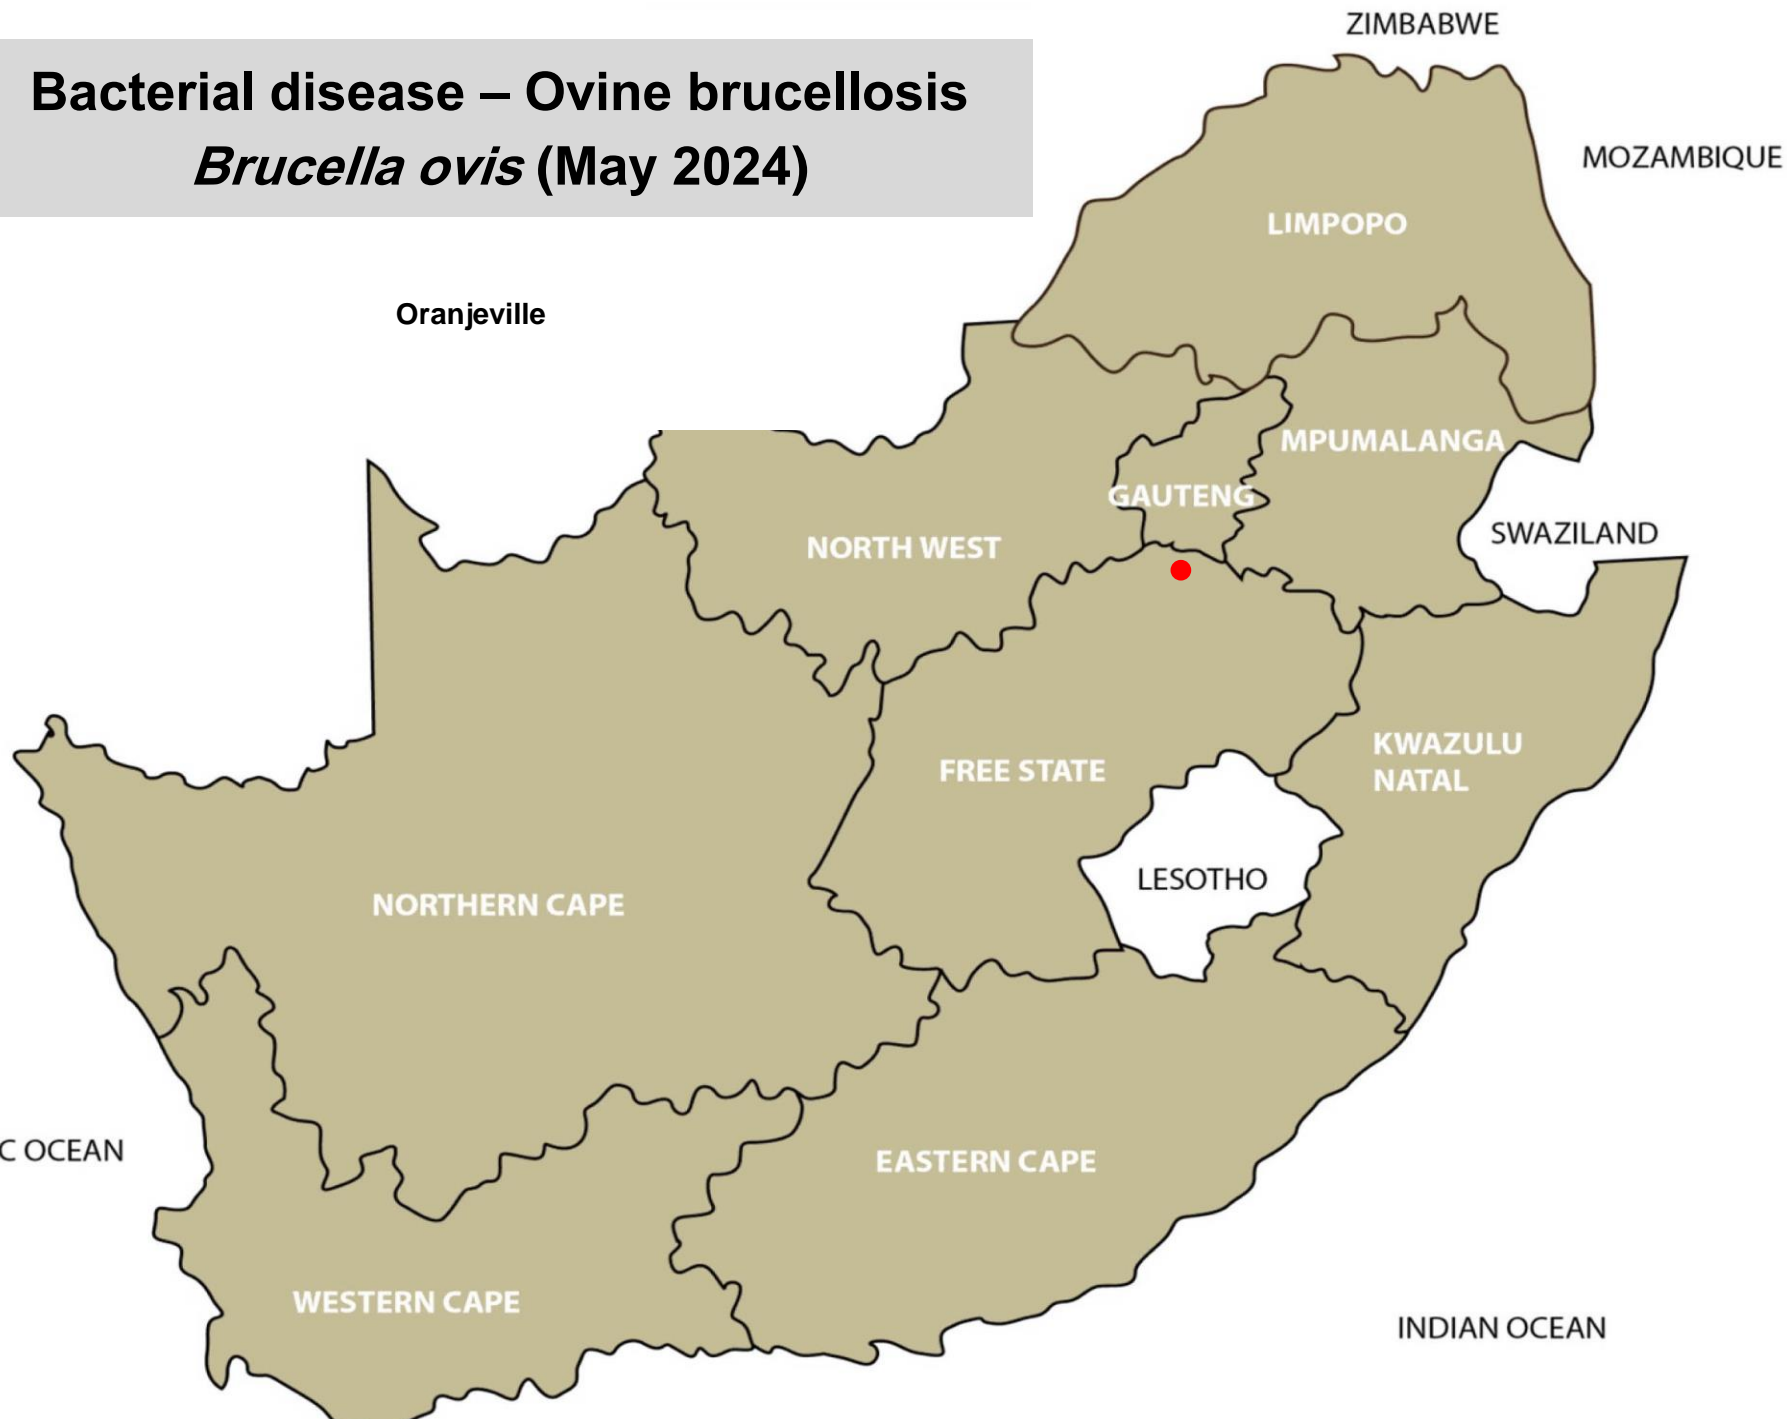 ZIMBABWE
Bacterial disease – Ovine brucellosis
Brucella ovis (May 2024)
MOZAMBIQUE
LIMPOPO
Oranjeville
MPUMALANGA
GAUTENG
SWAZILAND
NORTH WEST
KWAZULU
NATAL
FREE STATE
LESOTHO
NORTHERN CAPE
C OCEAN
EASTERN CAPE
WESTERN CAPE
INDIAN OCEAN